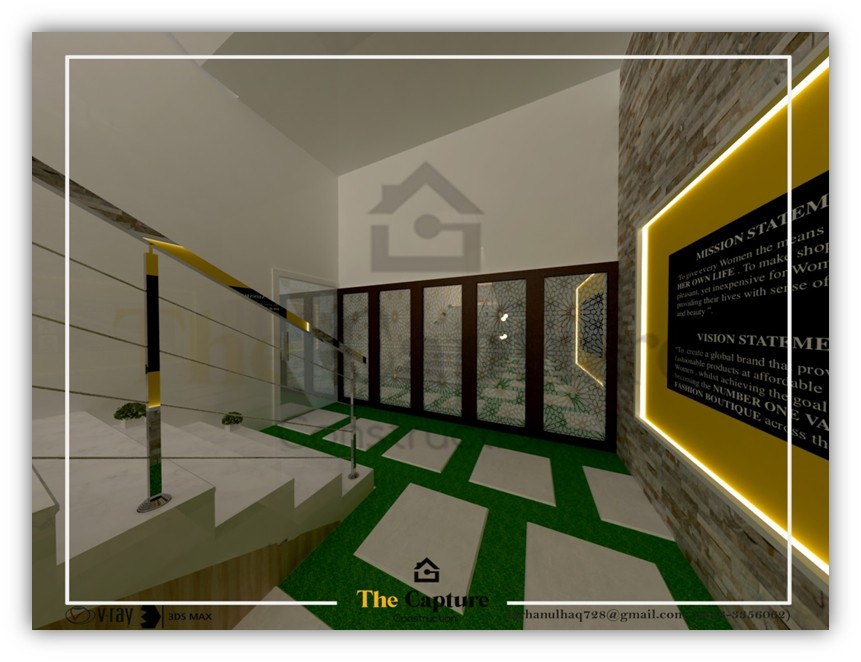 MISSION STATEM
"To give every Women the means
HER OWN LIFE . To make shop
pleasant, yet inexpensive for Wom
providing their lives with sense of
and beauty ".
VISION STATEME
"To create a global brand that prov
fashionable products at affordable
Women . whilst achieving the goal
becoming the NUMBER ONE VA
FASHION BOUTIQUE across th
The Capture
Construction
v·ray 3DS MAX
chanulhaq728@gmail.com